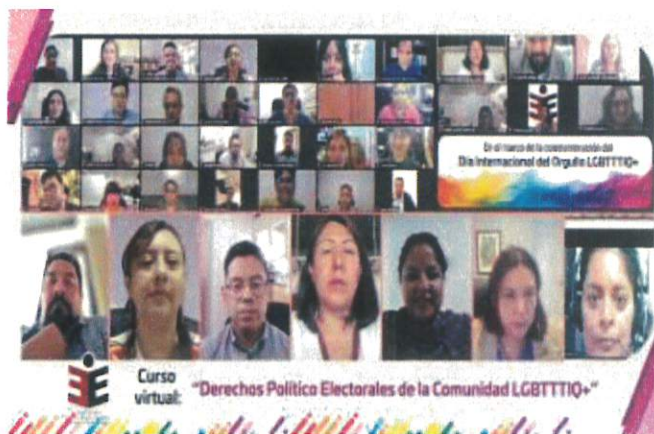 En el marco de la conmemoración del
Día Internacional del Orgullo LGBTTTIQ+
Curso
virtual: "Derechos Político Electorales de la Comunidad LGBTTTIQ+"